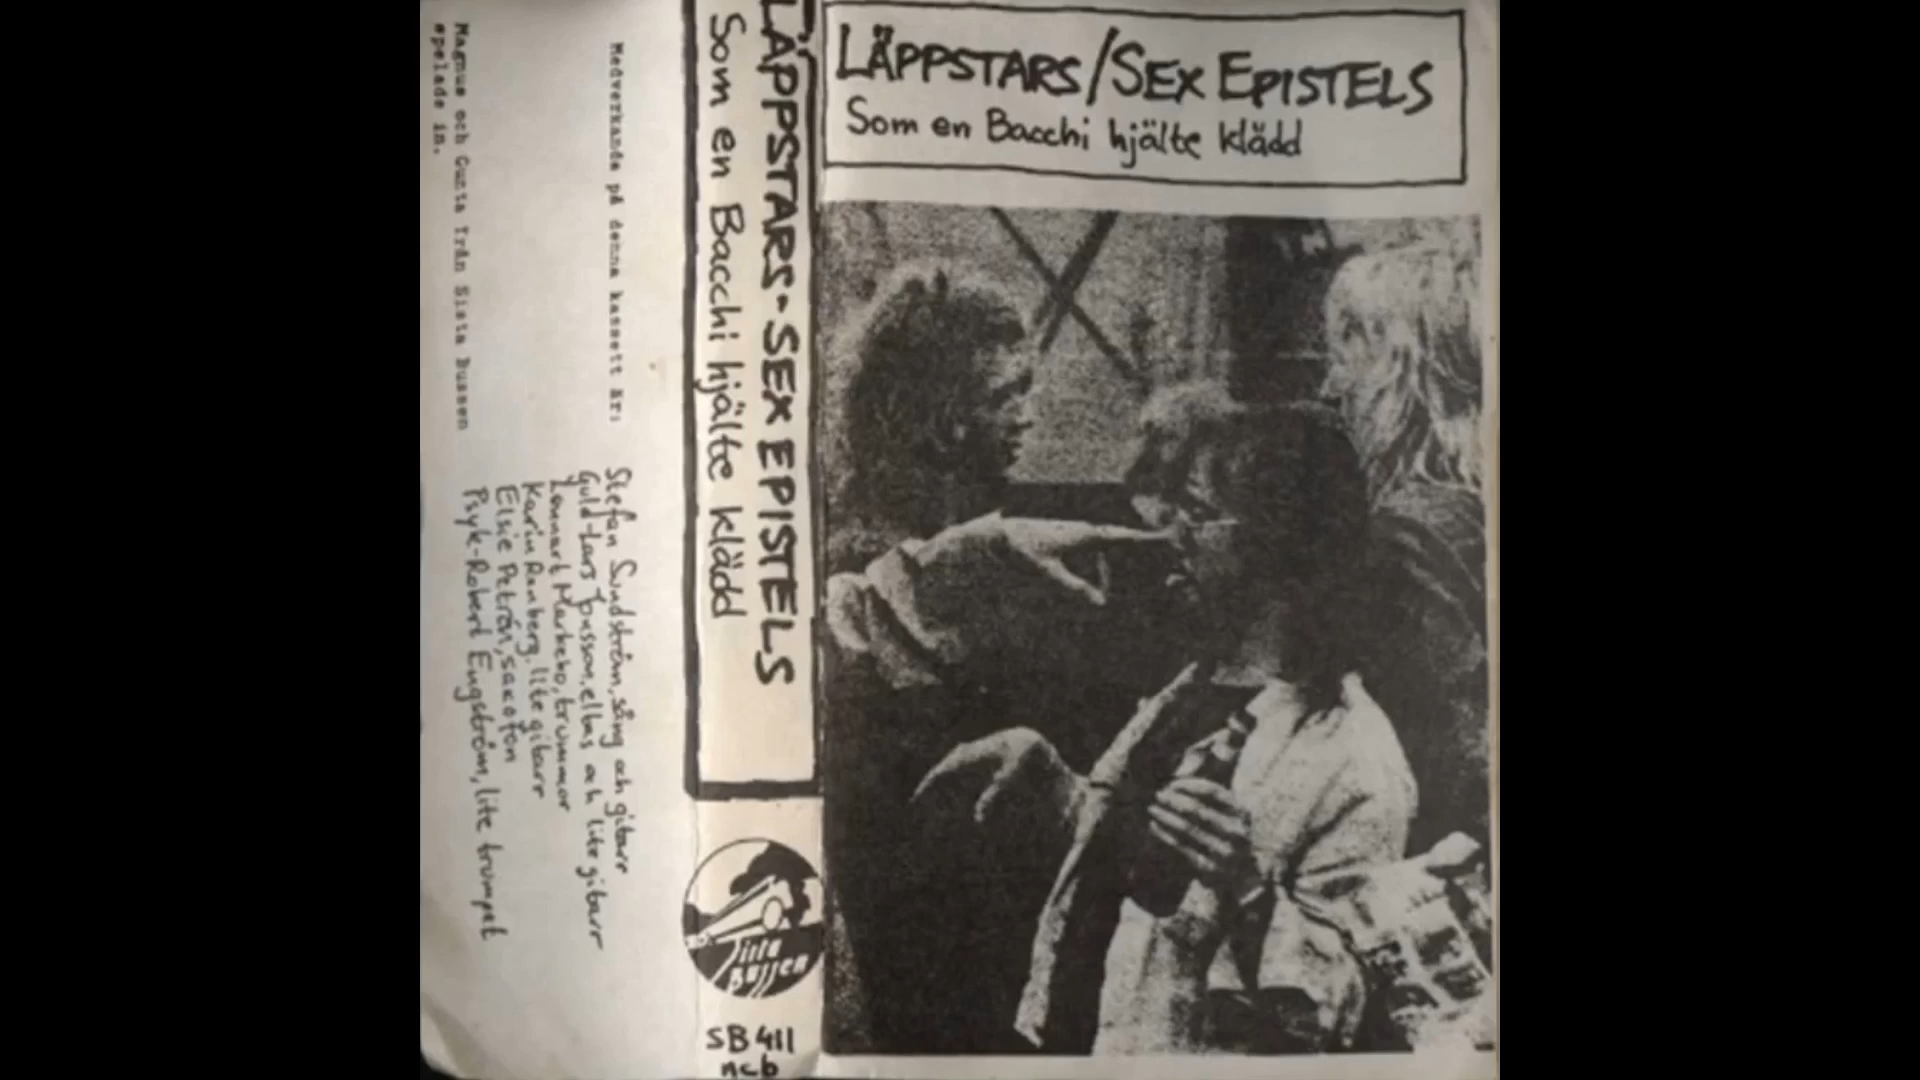 LÄPPSTARS/SEX EPISTELS
Som en Bacchi hjälte klädd
LÄPPSTARS-SEX EPISTELS
Som en Bacchi hjälte klädd
Sista
Bussen
SB 411
ncb
Medverkande på denna kassett är:
Stefan Sundström, sång och gitarr
Guld-Lars Jonsson, elbas och lite gitarr
Lennart Markebo, trummor
Karin Renberg, lite gitarr
Elsie Petrén, saxofon
Psyk-Robert Engström, lite trumpet
Magnus och Gunta från Sista Bussen
spelade in.